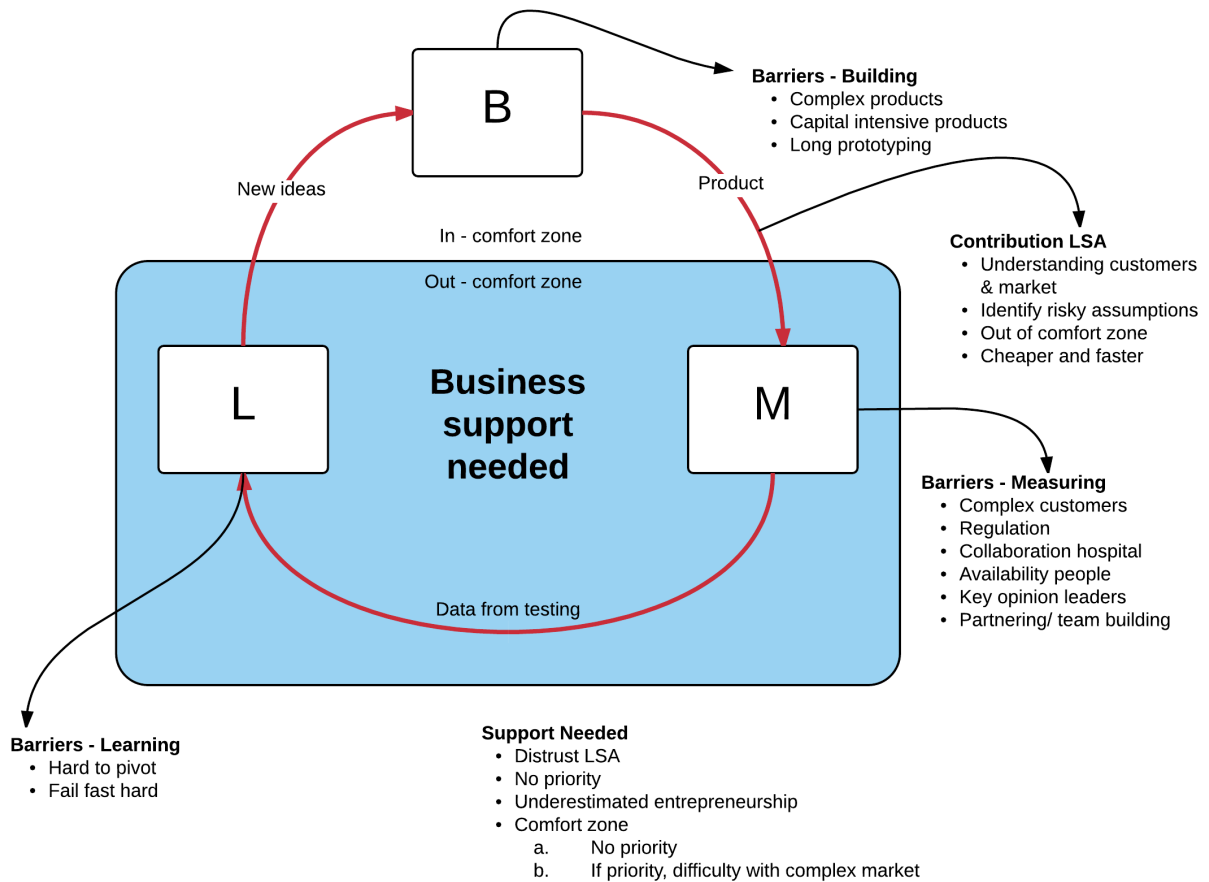 B
Barriers - Building
• Complex products
• Capital intensive products
• Long prototyping
New ideas
Product
In - comfort zone
Out - comfort zone
Contribution LSA
• Understanding customers
& market
• Identify risky assumptions
• Out of comfort zone
• Cheaper and faster
L
Business
support
needed
M
Barriers - Measuring
• Complex customers
• Regulation
• Collaboration hospital
• Availability people
• Key opinion leaders
• Partnering/ team building
Data from testing
Barriers - Learning
• Hard to pivot
• Fail fast hard
Support Needed
• Distrust LSA
• No priority
• Underestimated entrepreneurship
• Comfort zone
a. No priority
b. If priority, difficulty with complex market